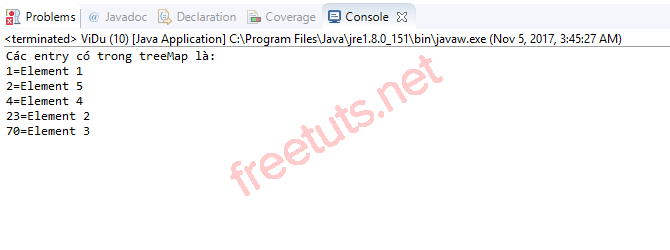 Problems @ Javadoc Declaration Coverage Console
<terminated> ViDu (10) [Java Application] C:\Program Files\Java\jre1.8.0_151\bin\javaw.exe (Nov 5, 2017, 3:45:27 AM)
Các entry có trong treeMap là:
1=Element 1
2=Element 5
4=Element 4
23=Element 2
70=Element 3
freetuts.net